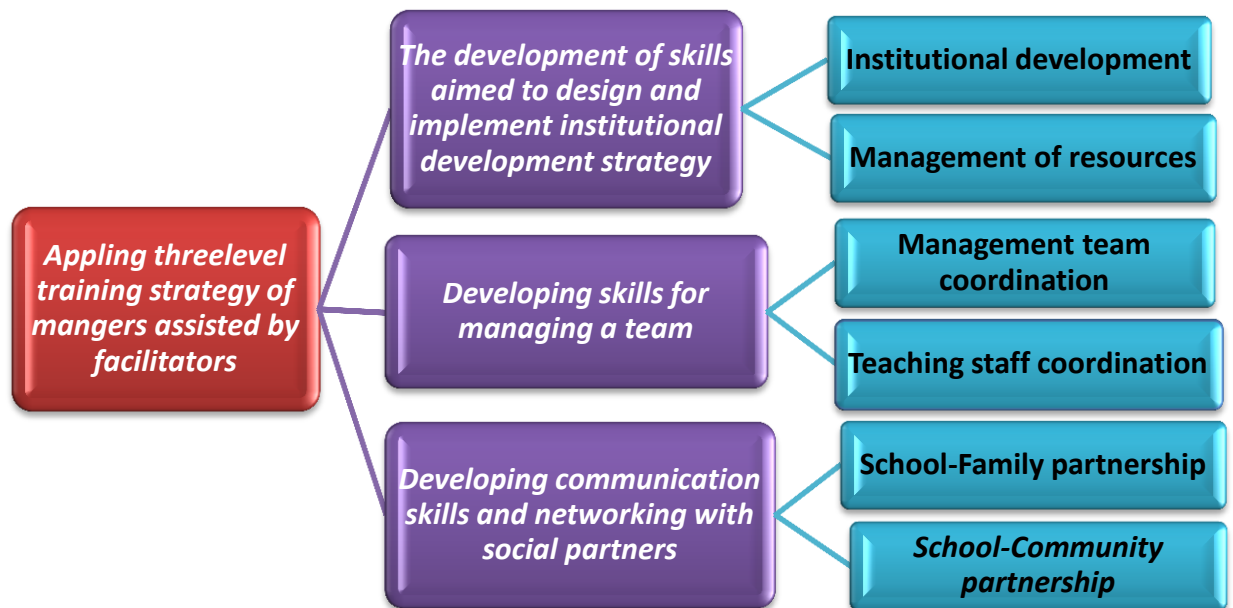 Appling threelevel
training strategy of
mangers assisted by
facilitators
The development of skills
aimed to design and
implement institutional
development strategy
Institutional development
Management of resources
Developing skills for
managing a team
Management team
coordination
Teaching staff coordination
Developing communication
skills and networking with
social partners
School-Family partnership
School-Community
partnership